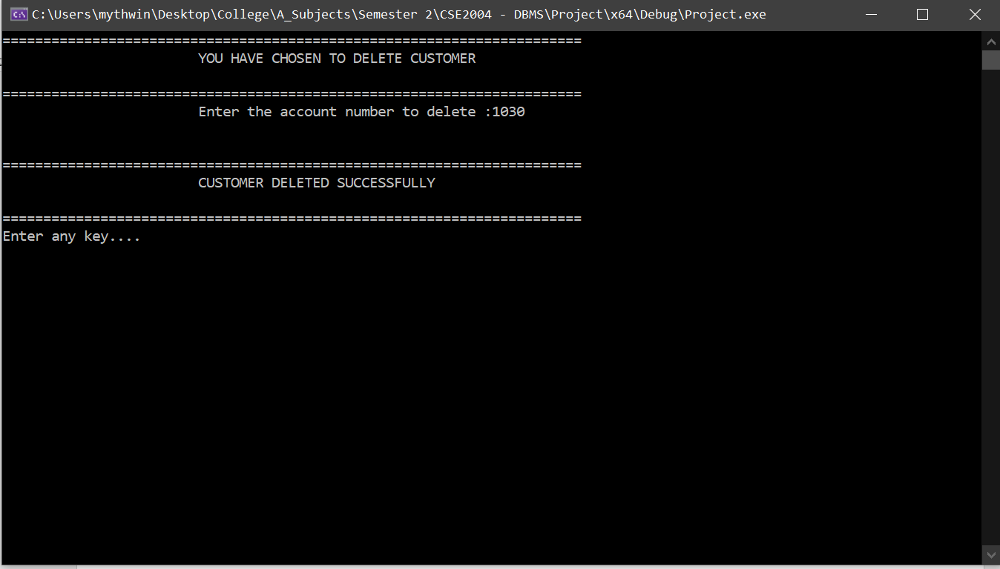 C:\Users\mythwin\Desktop\College\A_Subjects\Semester 2\CSE2004 - DBMS\Project\x64\Debug\Project.exe
=======================================================================
YOU HAVE CHOSEN TO DELETE CUSTOMER
=======================================================================
Enter the account number to delete :1030
=======================================================================
CUSTOMER DELETED SUCCESSFULLY
=======================================================================
Enter any key....